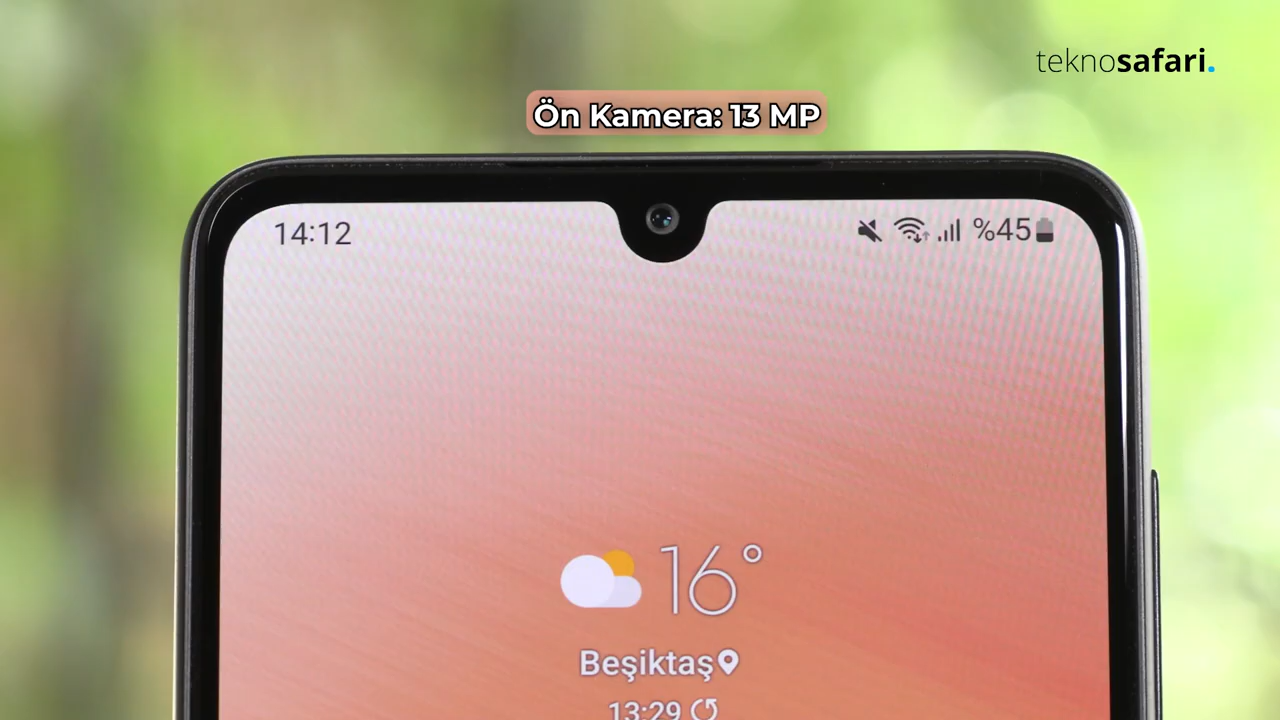 teknosafari.
Ön Kamera: 13 MP
14:12
%45
16°
Beşiktaş
13:29